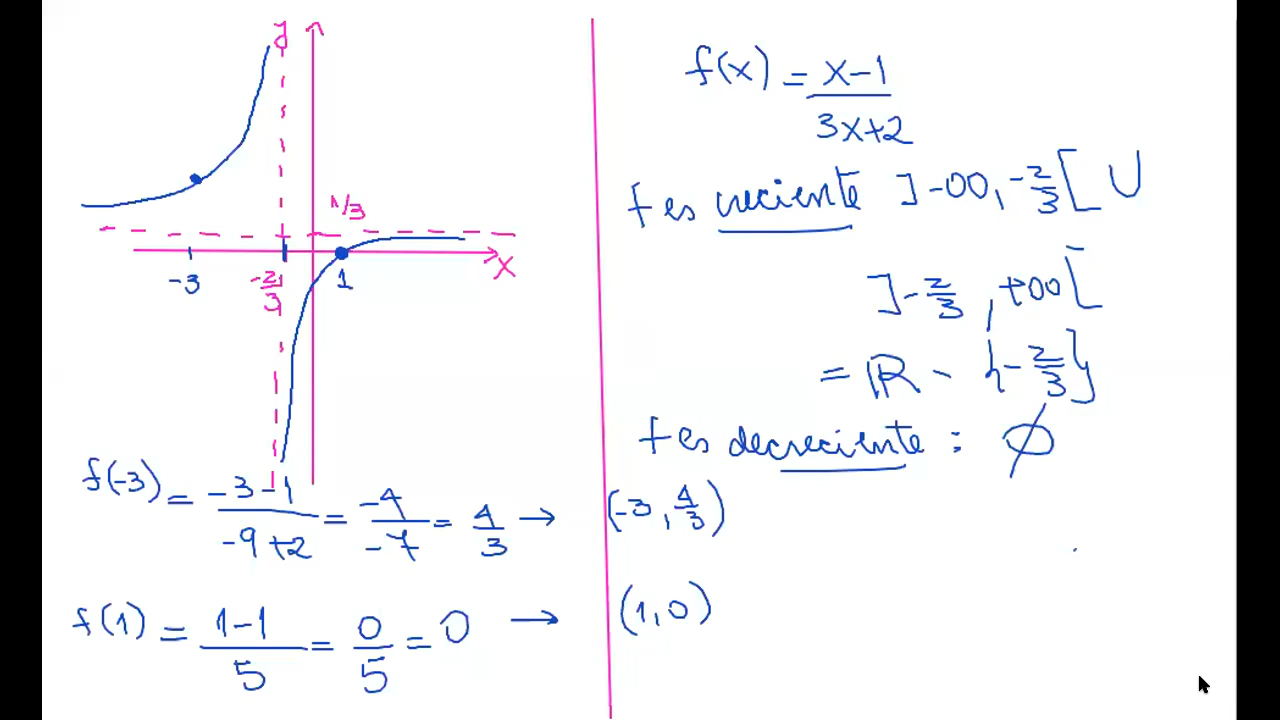 y
1/3
-3
-2/3
1
x
f(-3) = (-3-1)/(-9+2) = -4/-7 = 4/3 → (-3, 4/3)
f(1) = (1-1)/5 = 0/5 = 0 → (1,0)
f(x) = (x-1)/(3x+2)
f es creciente ]-∞, -2/3[ ∪
]-2/3, +∞[
= ℝ - {-2/3}
f es decreciente : ∅